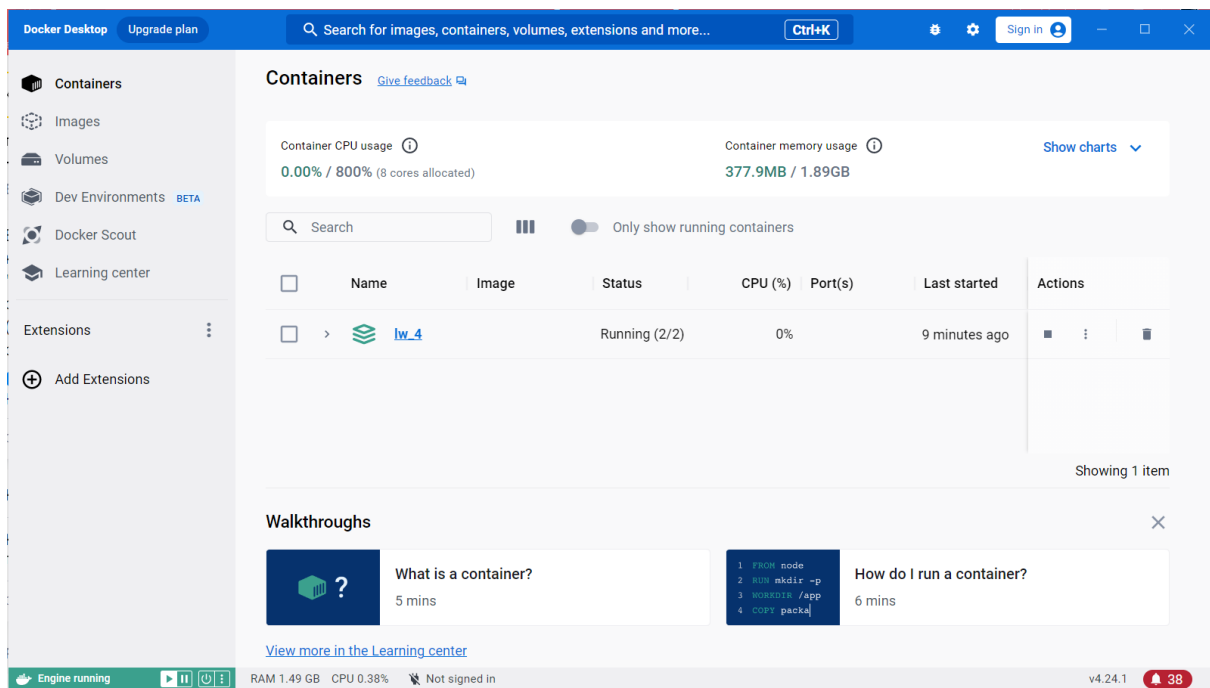 Docker Desktop Upgrade plan Search for images, containers, volumes, extensions and more... Ctrl+K Sign in
Containers
Images
Volumes
Dev Environments BETA
Docker Scout
Learning center
Extensions
Add Extensions
Containers Give feedback
Container CPU usage
0.00% / 800% (8 cores allocated)
Container memory usage
377.9MB / 1.89GB
Show charts
Search
Only show running containers
Name Image Status CPU (%) Port(s) Last started Actions
lw_4 Running (2/2) 0% 9 minutes ago
Showing 1 item
Walkthroughs
?
What is a container?
5 mins
1 FROM node
2 RUN mkdir -p
3 WORKDIR /app
4 COPY packa
How do I run a container?
6 mins
View more in the Learning center
Engine running RAM 1.49 GB CPU 0.38% Not signed in v4.24.1 38